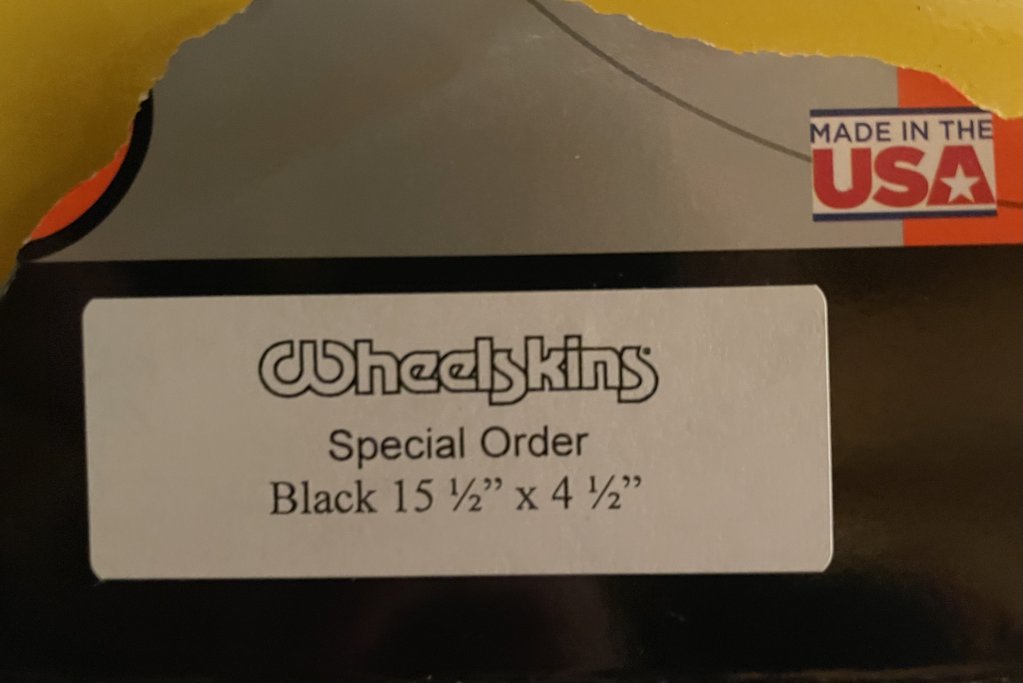 MADE IN THE
USA
Wheelskins
Special Order
Black 15 ½” x 4 ½”